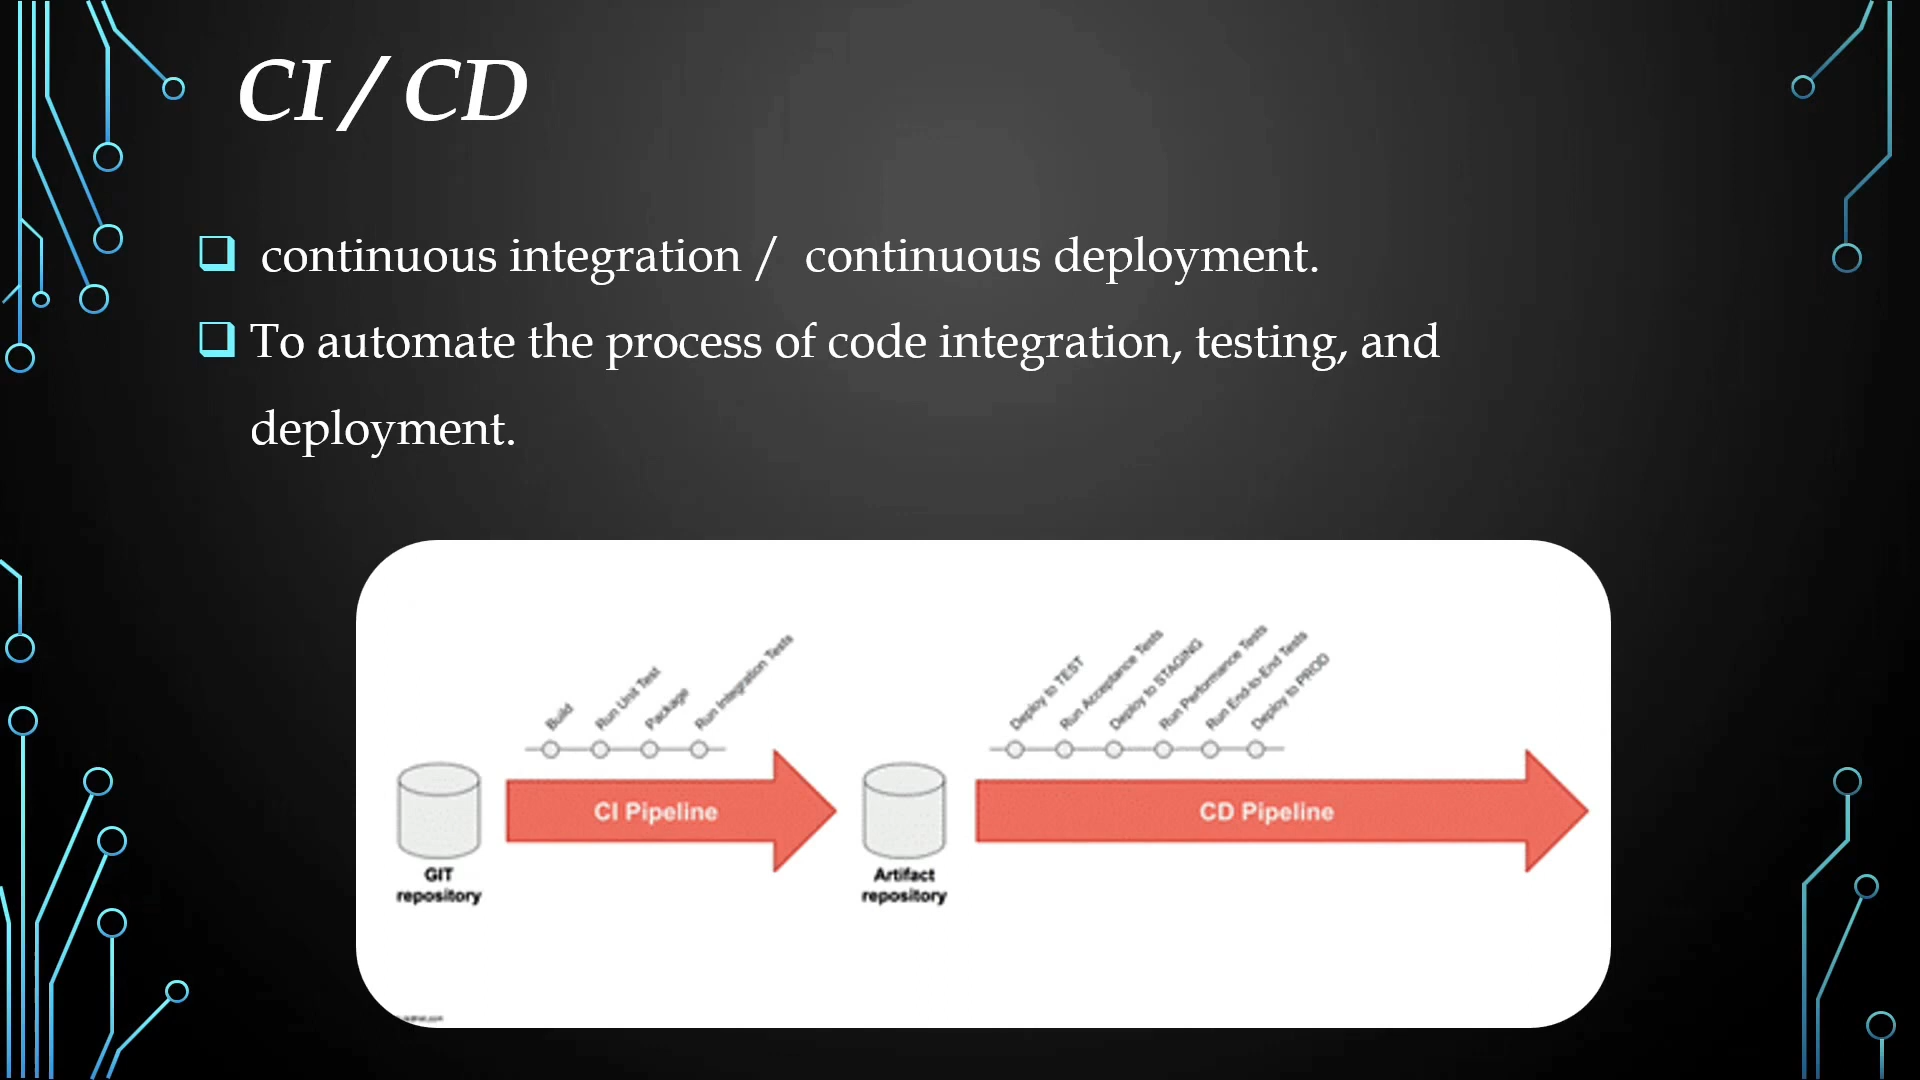 CI / CD
continuous integration / continuous deployment.
To automate the process of code integration, testing, and
deployment.
Build
Run Unit Test
Package
Run Integration Tests
Deploy to TEST
Run Acceptance Tests
Deploy to STAGING
Run Performance Tests
Run End-to-End Tests
Deploy to PROD
CI Pipeline
CD Pipeline
GIT
repository
Artifact
repository